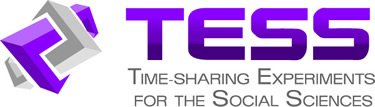 TESS
TIME-SHARING EXPERIMENTS
FOR THE SOCIAL SCIENCES